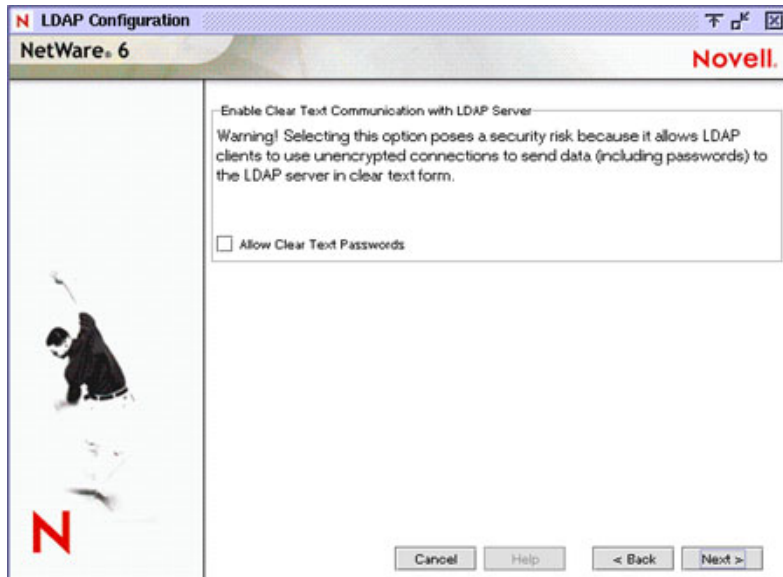 N LDAP Configuration
NetWare® 6
Novell.
Enable Clear Text Communication with LDAP Server
Warning! Selecting this option poses a security risk because it allows LDAP
clients to use unencrypted connections to send data (including passwords) to
the LDAP server in clear text form.
Allow Clear Text Passwords
N
Cancel
Help
< Back
Next >